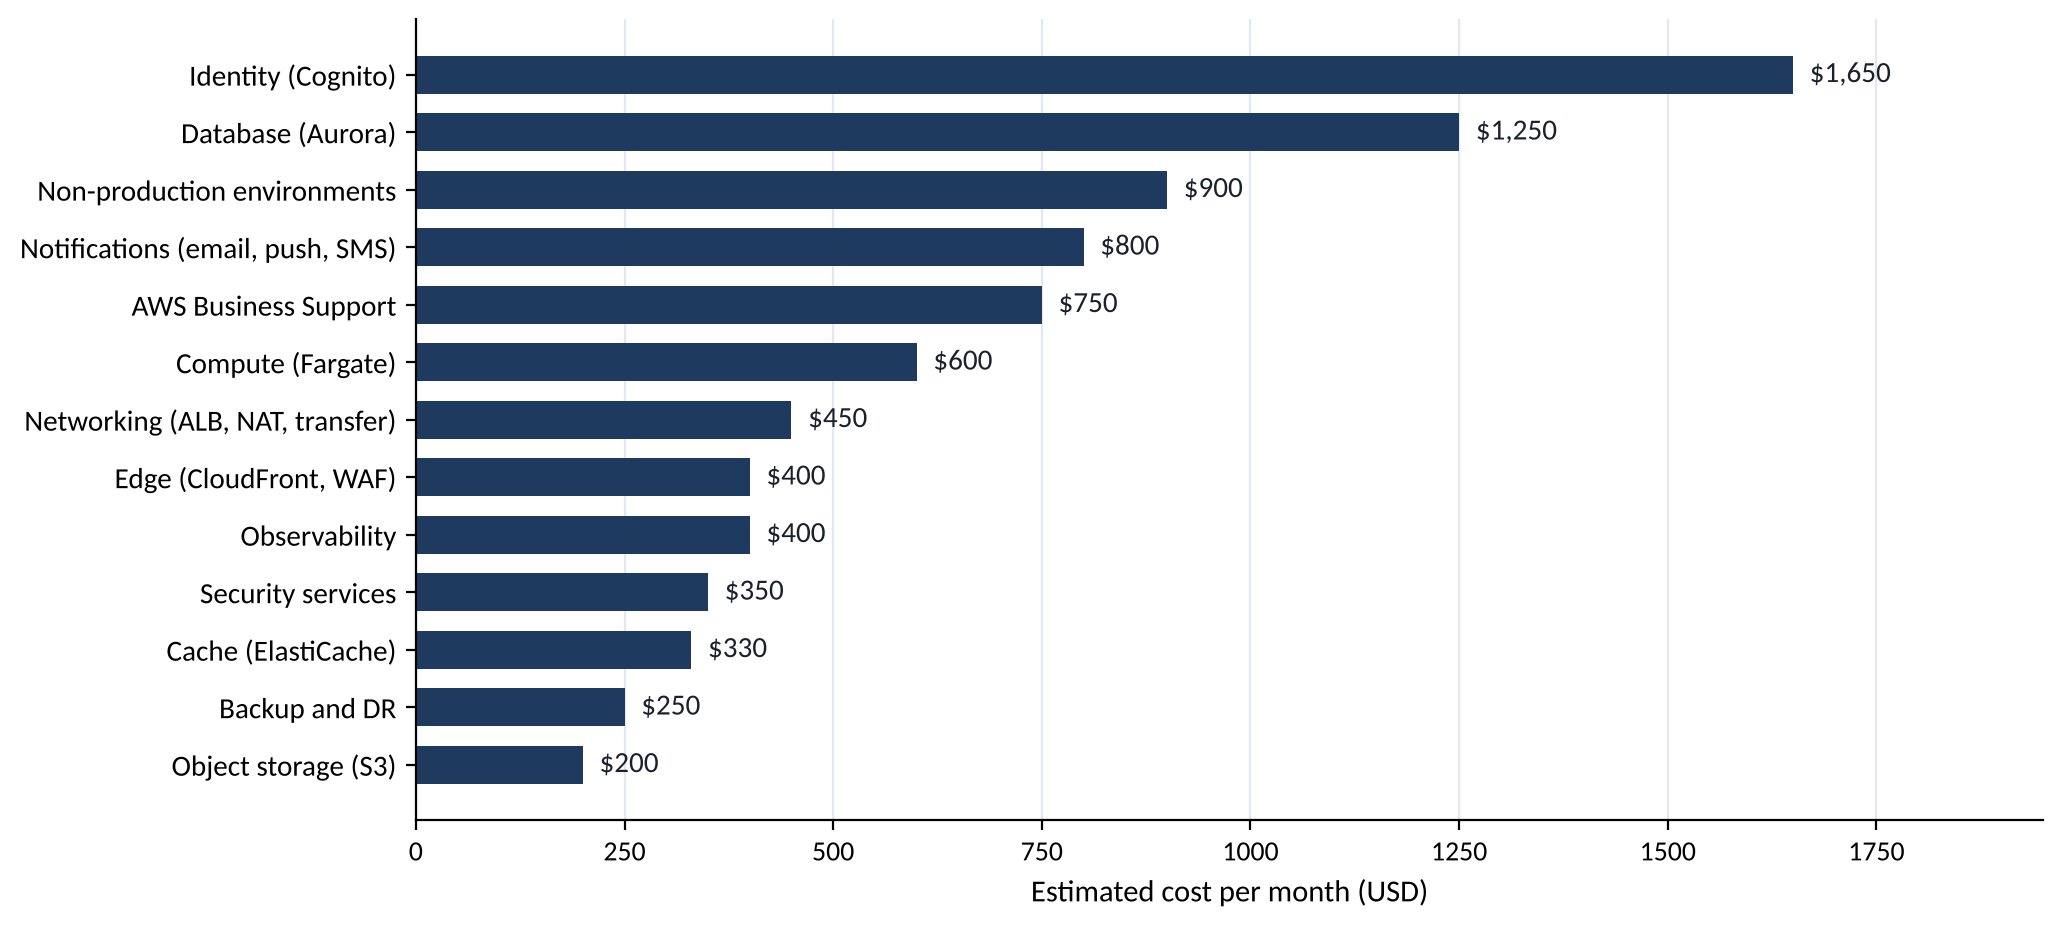 Identity (Cognito) $1,650
Database (Aurora) $1,250
Non-production environments $900
Notifications (email, push, SMS) $800
AWS Business Support $750
Compute (Fargate) $600
Networking (ALB, NAT, transfer) $450
Edge (CloudFront, WAF) $400
Observability $400
Security services $350
Cache (ElastiCache) $330
Backup and DR $250
Object storage (S3) $200
0 250 500 750 1000 1250 1500 1750
Estimated cost per month (USD)